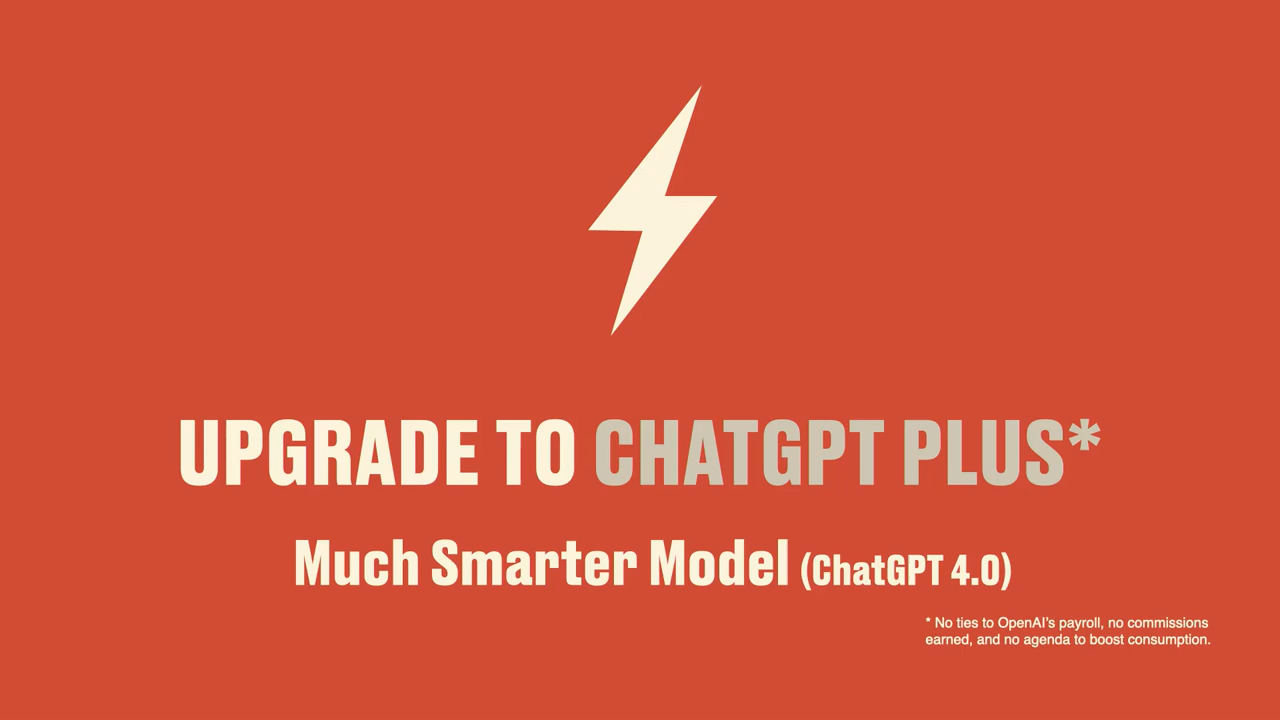 UPGRADE TO CHATGPT PLUS*
Much Smarter Model (ChatGPT 4.0)
* No ties to OpenAI's payroll, no commissions
earned, and no agenda to boost consumption.